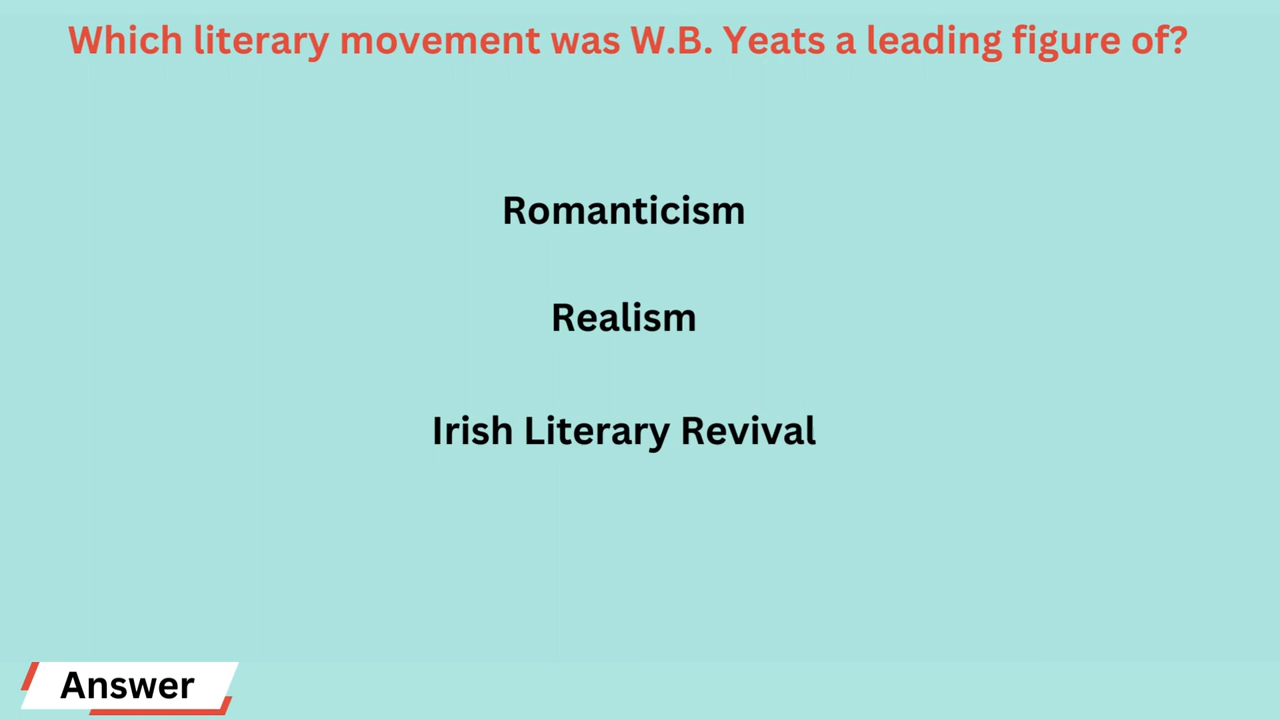 Which literary movement was W.B. Yeats a leading figure of?
Romanticism
Realism
Irish Literary Revival
Answer